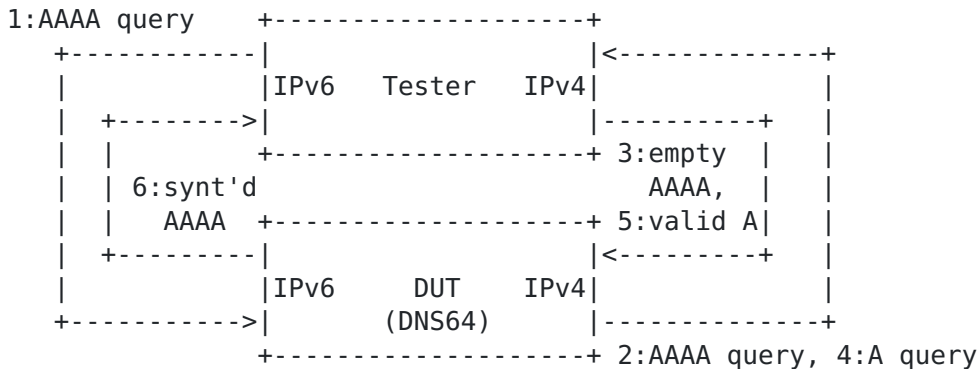 1:AAAA query
IPv6 Tester IPv4
3:empty
6:synt'd AAAA,
AAAA 5:valid A
IPv6 DUT IPv4
(DNS64)
2:AAAA query, 4:A query